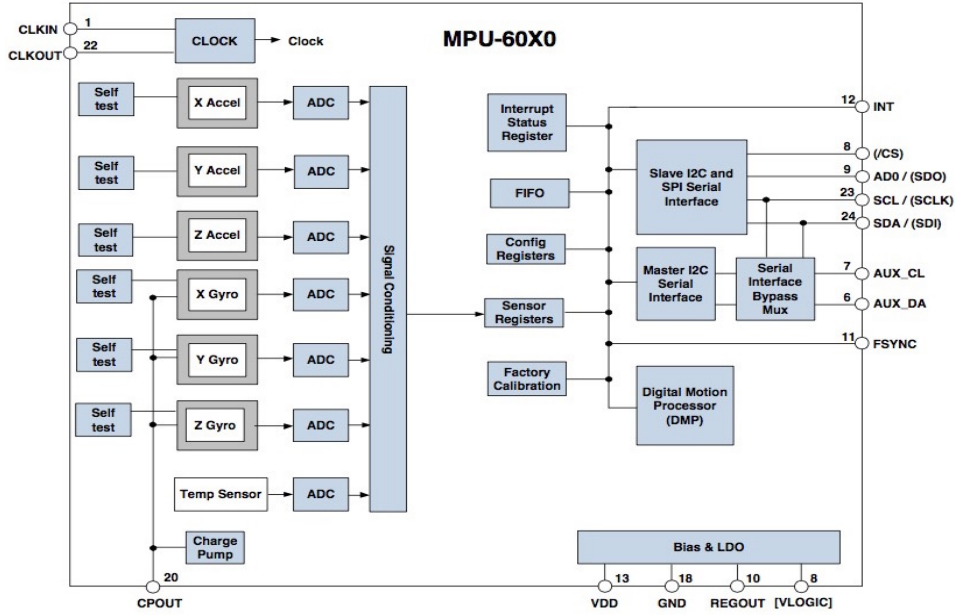 MPU-60X0
CLKIN
1
CLKOUT
22
CLOCK
Clock
Self
test
X Accel
ADC
Self
test
Y Accel
ADC
Self
test
Z Accel
ADC
Self
test
X Gyro
ADC
Self
test
Y Gyro
ADC
Self
test
Z Gyro
ADC
Temp Sensor
ADC
Charge
Pump
20
CPOUT
Signal Conditioning
Interrupt
Status
Register
FIFO
Config
Registers
Sensor
Registers
Factory
Calibration
Slave I2C and
SPI Serial
Interface
Master I2C
Serial
Interface
Serial
Interface
Bypass
Mux
Digital Motion
Processor
(DMP)
12
INT
8
(/CS)
9
AD0 / (SDO)
23
SCL / (SCLK)
24
SDA / (SDI)
7
AUX_CL
6
AUX_DA
11
FSYNC
Bias & LDO
13
18
10
8
VDD
GND
REGOUT
[VLOGIC]